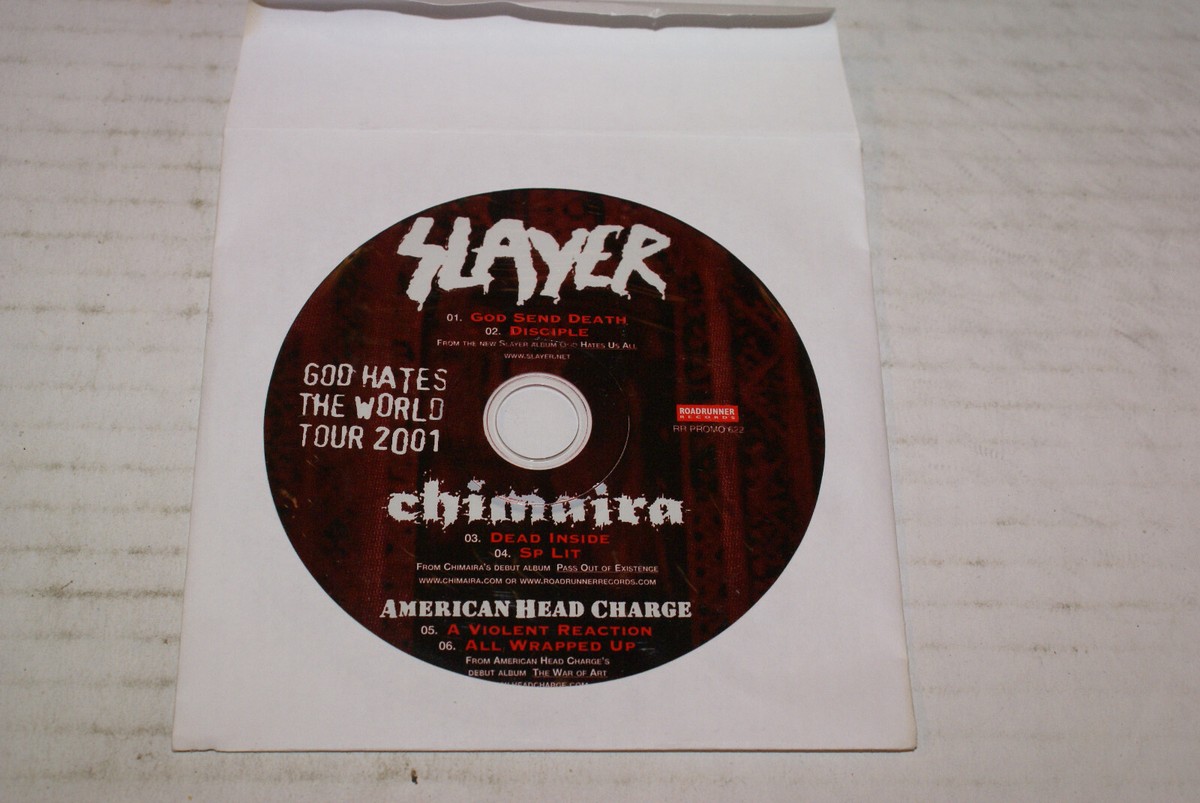 SLAYER
01. GOD SEND DEATH
02. DISCIPLE
FROM THE NEW SLAYER ALBUM GOD HATES US ALL
WWW.SLAYER.NET
GOD HATES
THE WORLD
TOUR 2001
ROADRUNNER
RECORDS
RR PROMO 622
chimaira
03. DEAD INSIDE
04. SP LIT
FROM CHIMAIRA'S DEBUT ALBUM PASS OUT OF EXISTENCE
WWW.CHIMAIRA.COM OR WWW.ROADRUNNERRECORDS.COM
AMERICAN HEAD CHARGE
05. A VIOLENT REACTION
06. ALL WRAPPED UP
FROM AMERICAN HEAD CHARGE'S
DEBUT ALBUM THE WAR OF ART